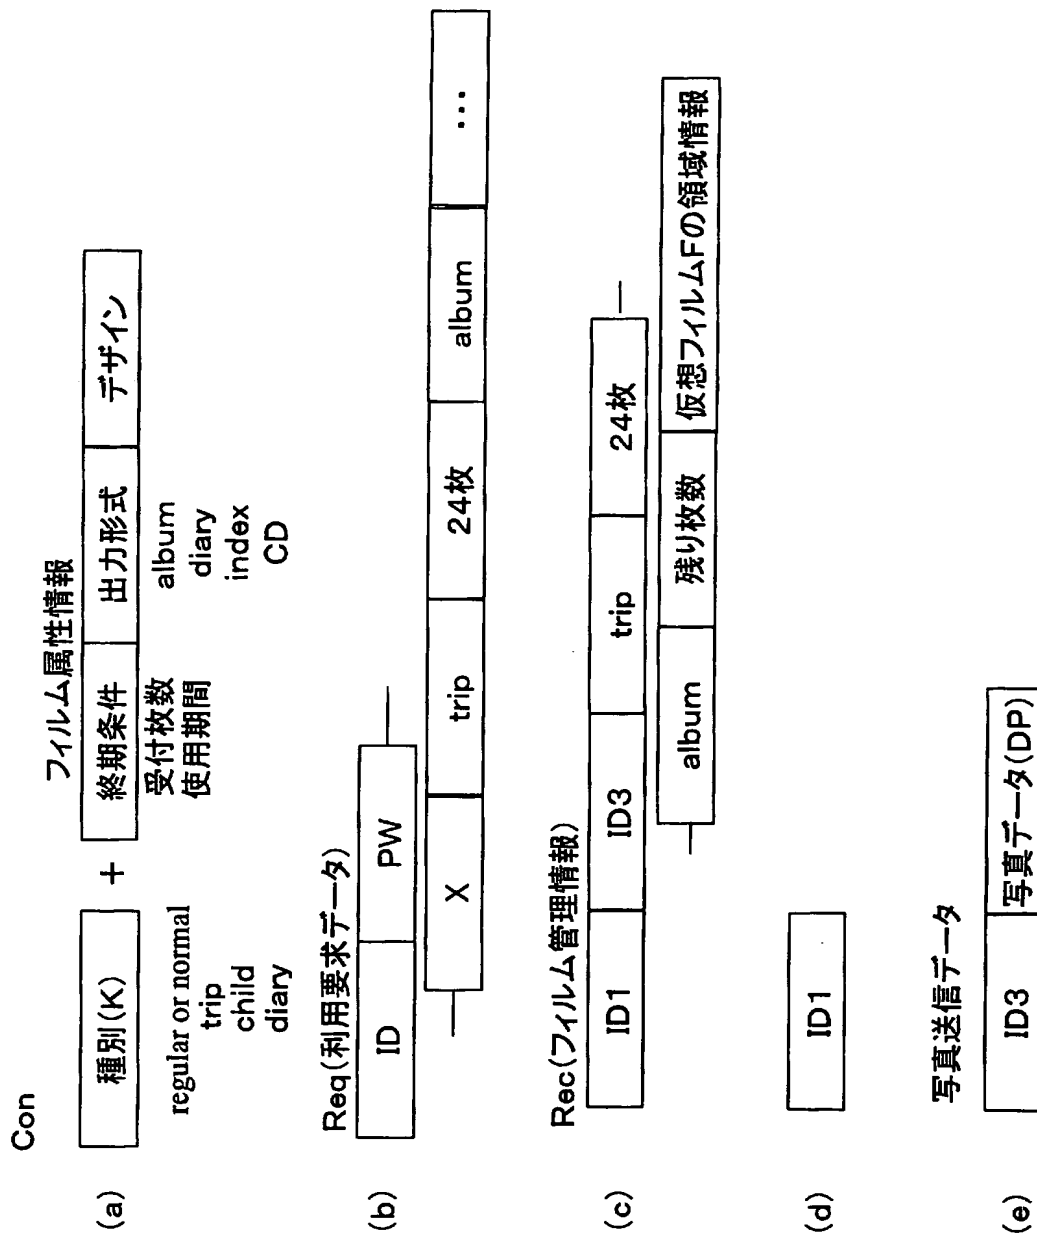 Con
フィルム属性情報
(a) 種別(K) + 終期条件 出力形式 デザイン
regular or normal
trip
child
diary
受付枚数
使用期間
album
diary
index
CD
Req(利用要求データ)
(b) ID PW
X trip 24枚 album ・・・
Rec(フィルム管理情報)
(c) ID1 ID3 trip 24枚
album 残り枚数 仮想フィルムFの領域情報
(d) ID1
写真送信データ
(e) ID3 写真データ(DP)